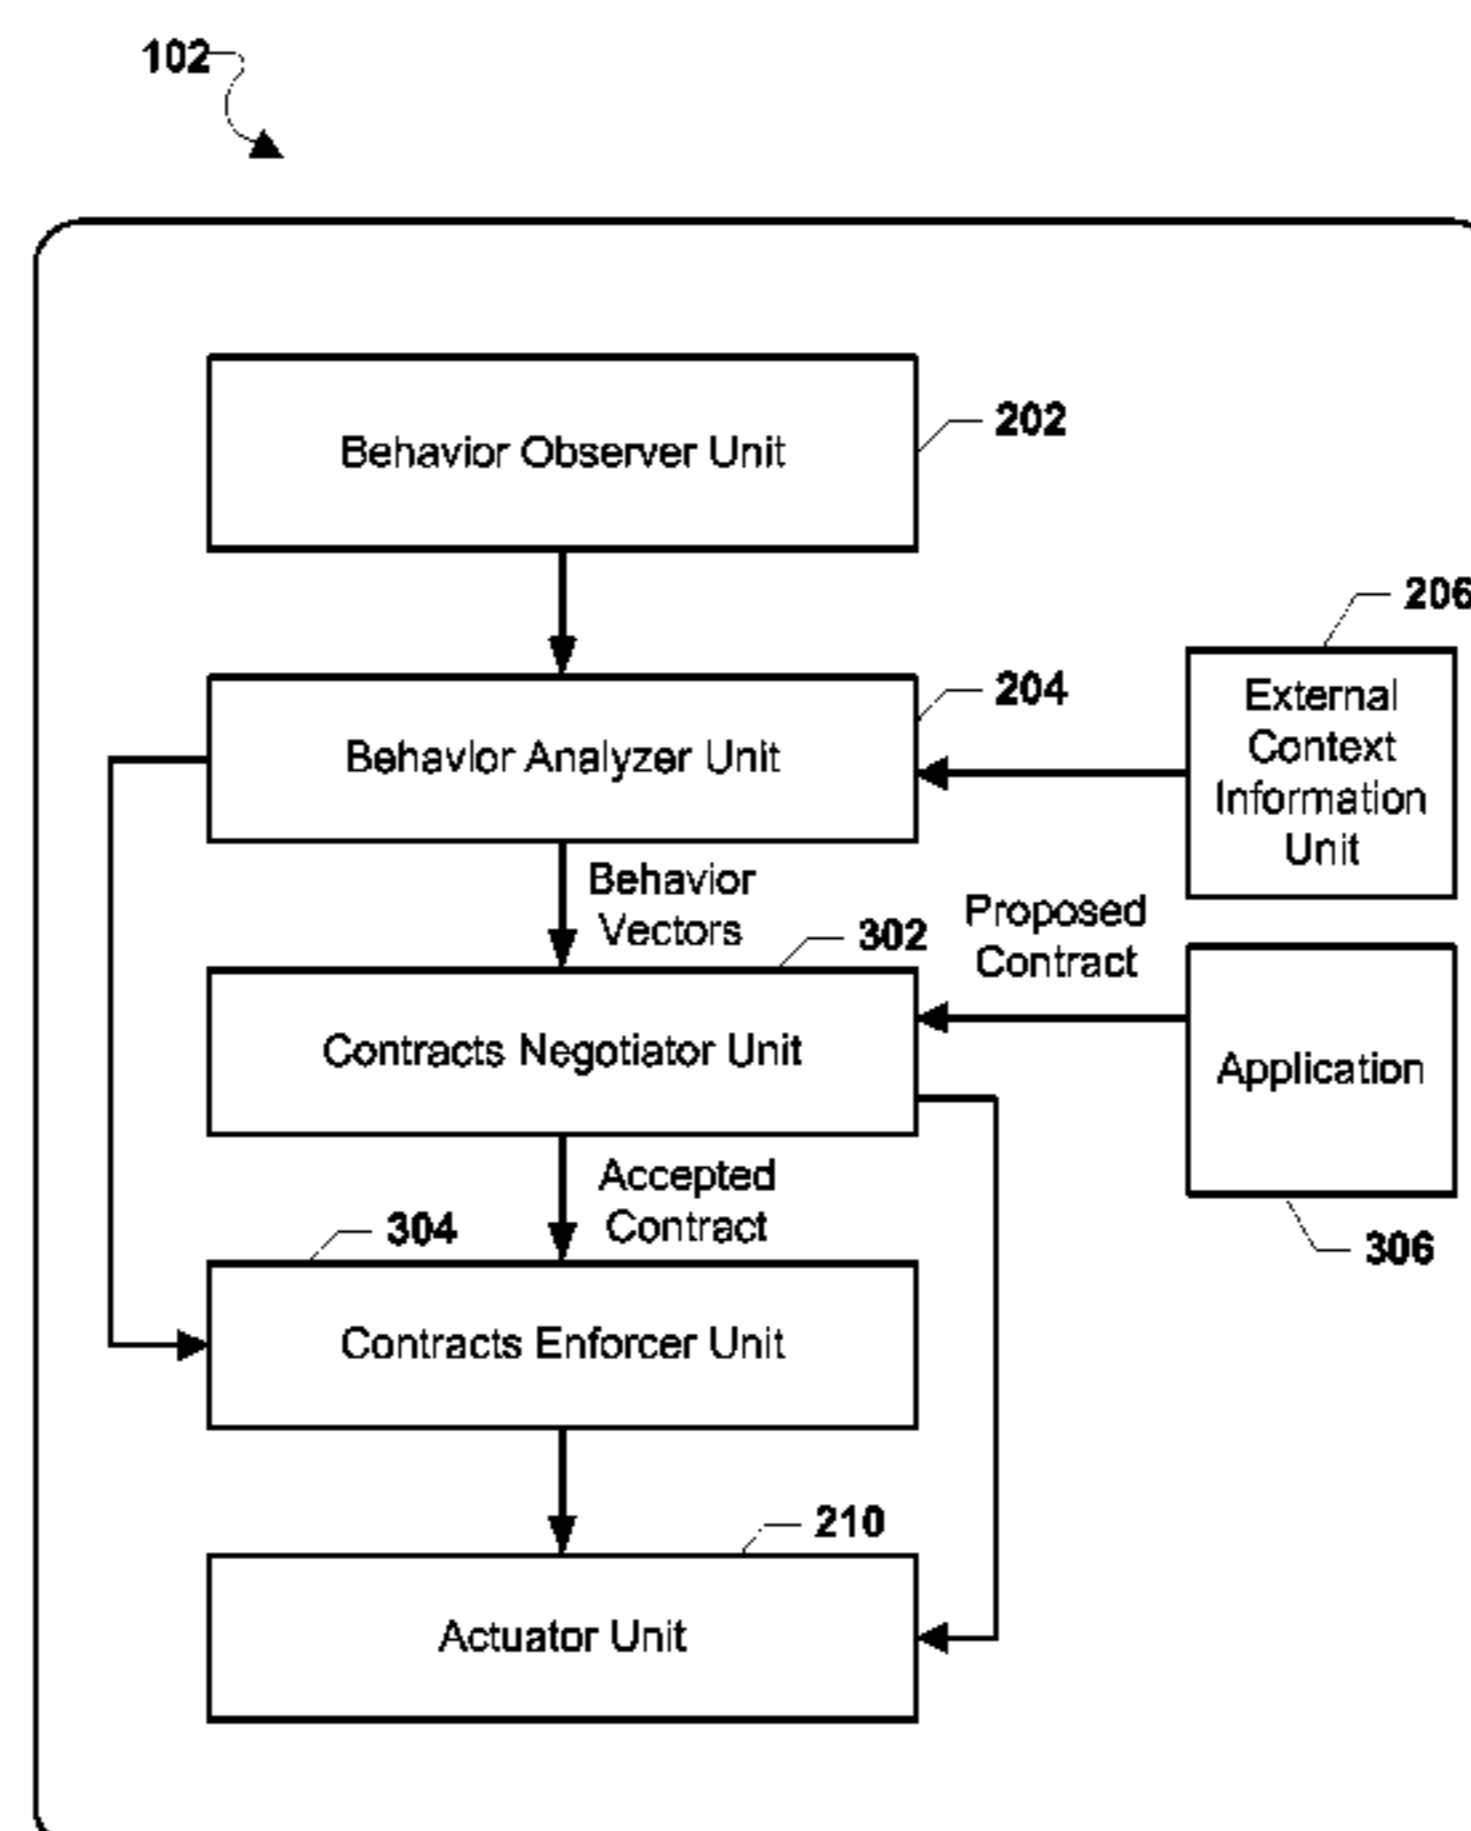 102
Behavior Observer Unit
202
206
External
Context
Information
Unit
204
Behavior Analyzer Unit
Behavior
Vectors
Proposed
Contract
302
Contracts Negotiator Unit
Application
306
Accepted
Contract
304
Contracts Enforcer Unit
210
Actuator Unit